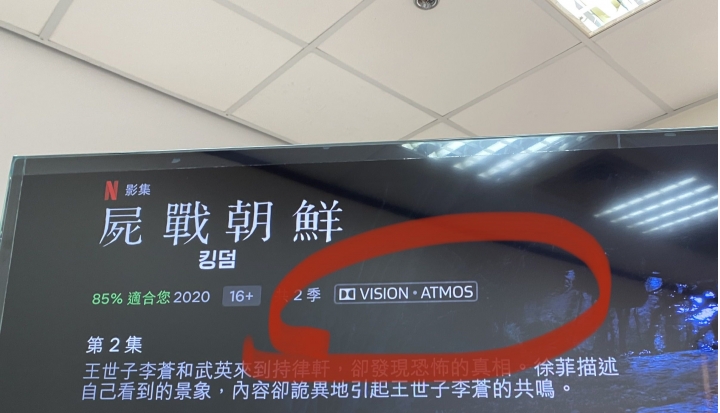 N 影集
屍戰朝鮮
킹덤
85% 適合您 2020 16+ 共 2 季 VISION • ATMOS
第 2 集
王世子李蒼和武英來到持律軒，卻發現恐怖的真相。徐菲描述
自己看到的景象，內容卻詭異地引起王世子李蒼的共鳴。